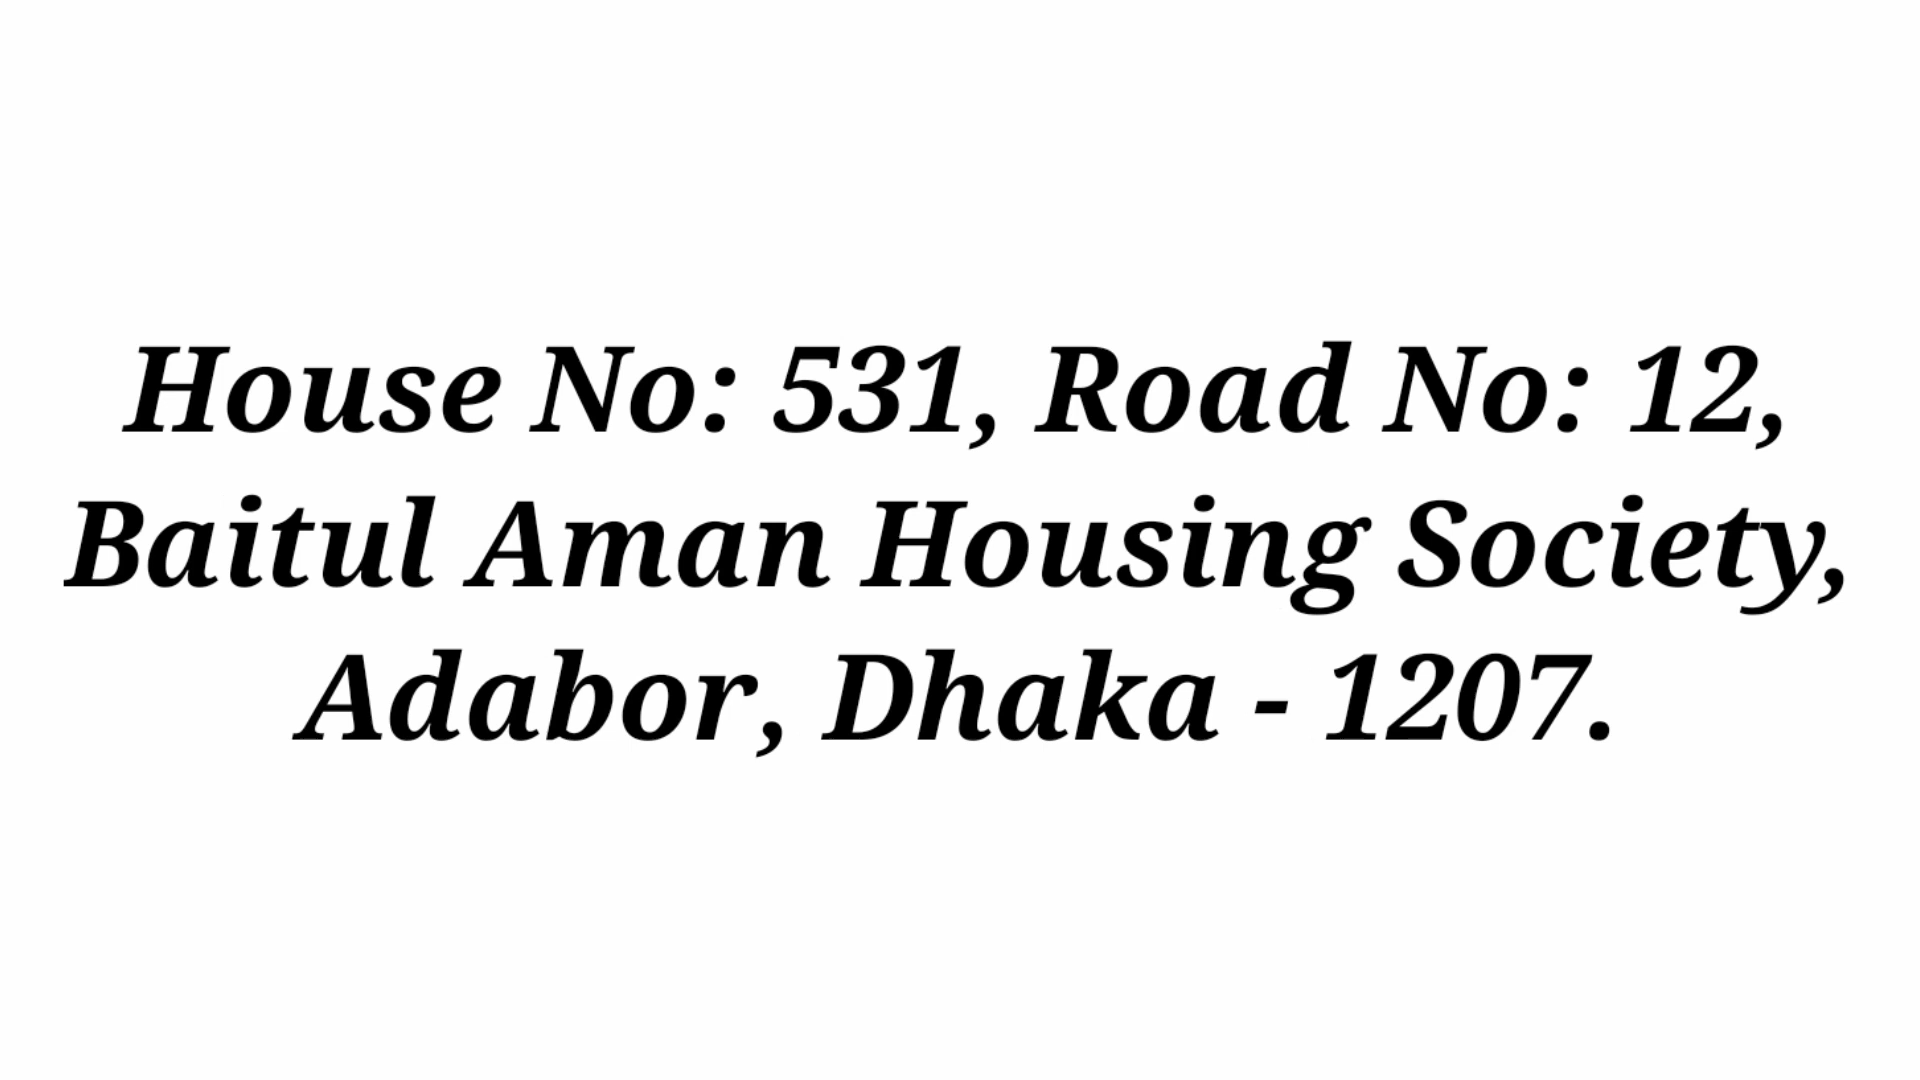 House No: 531, Road No: 12,
Baitul Aman Housing Society,
Adabor, Dhaka - 1207.